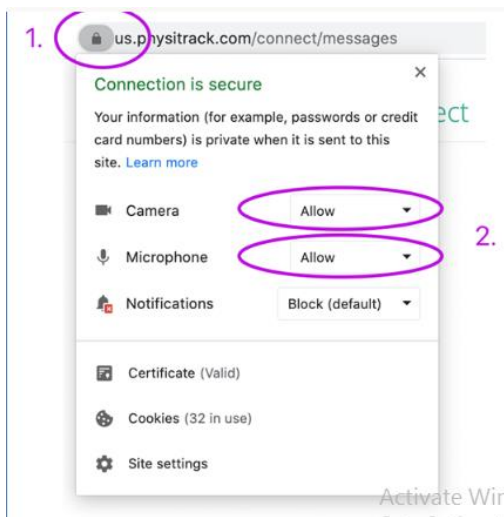 1.
us.physitrack.com/connect/messages
Connection is secure
ect
Your information (for example, passwords or credit
card numbers) is private when it is sent to this
site. Learn more
Camera Allow
2.
Microphone Allow
Notifications Block (default)
Certificate (Valid)
Cookies (32 in use)
Site settings
Activate Win